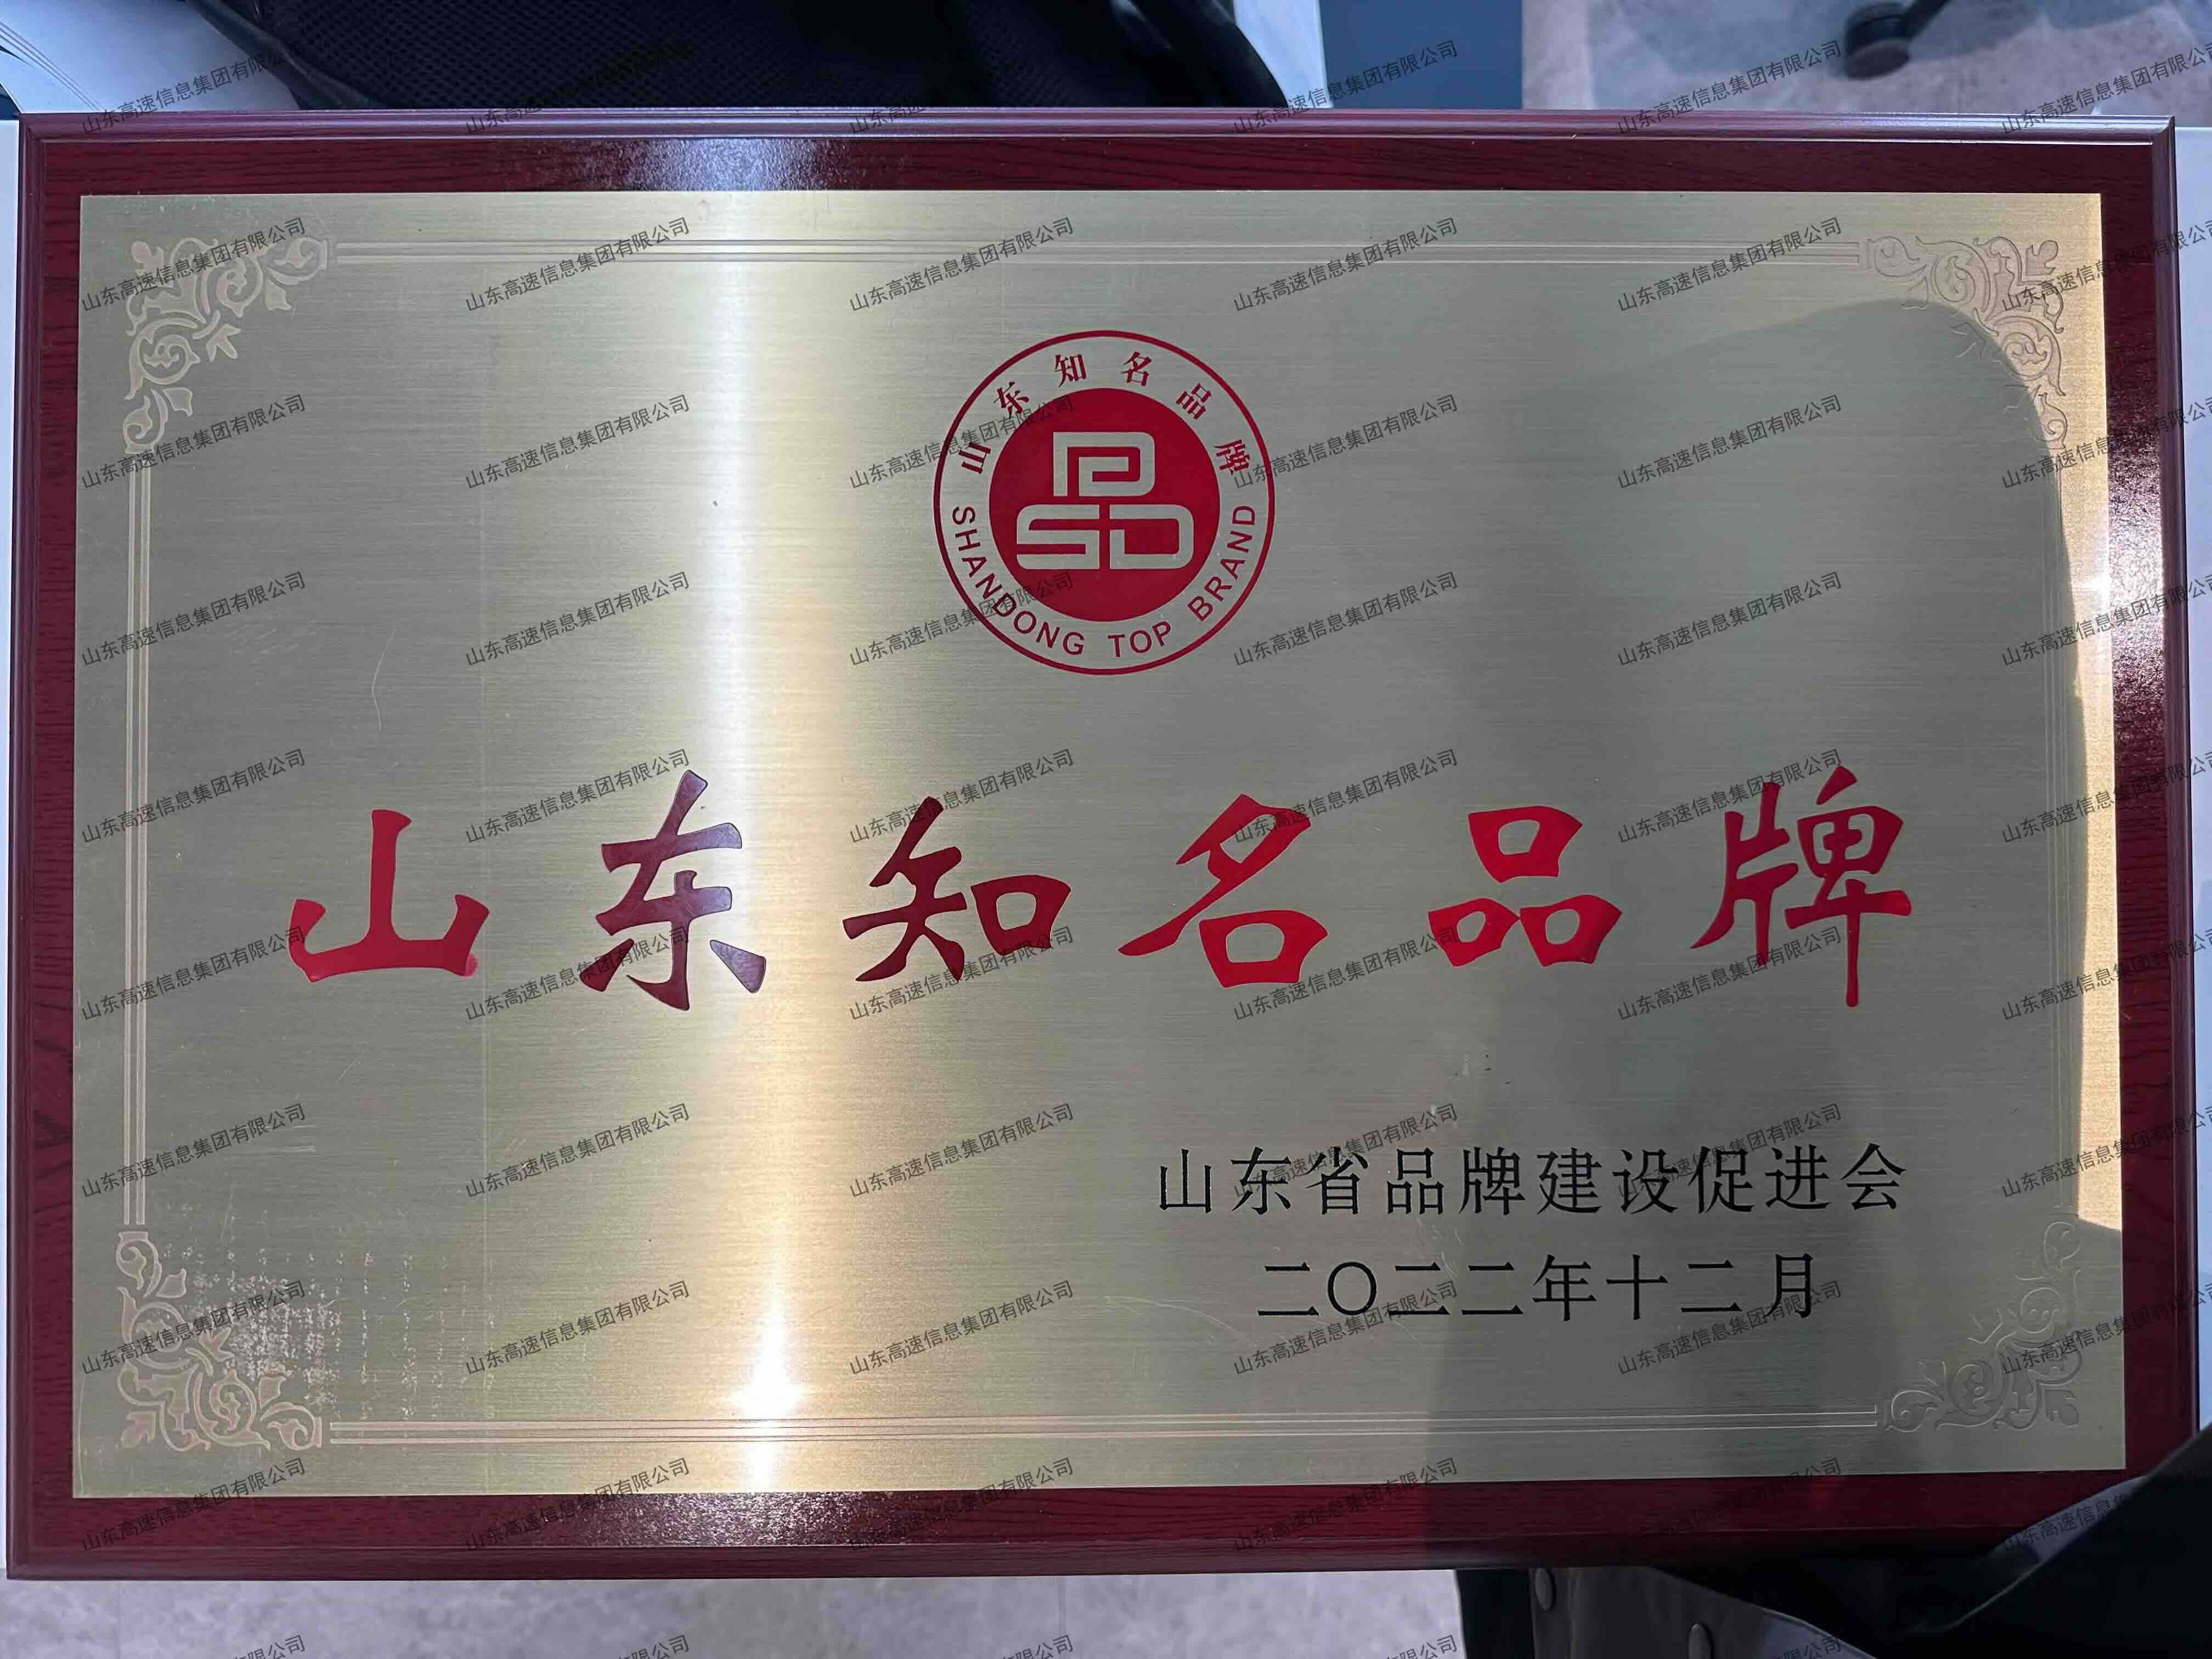 山东知名品牌
SHANDONG TOP BRAND
山东知名品牌
山东省品牌建设促进会
二〇二二年十二月
山东高速信息集团有限公司